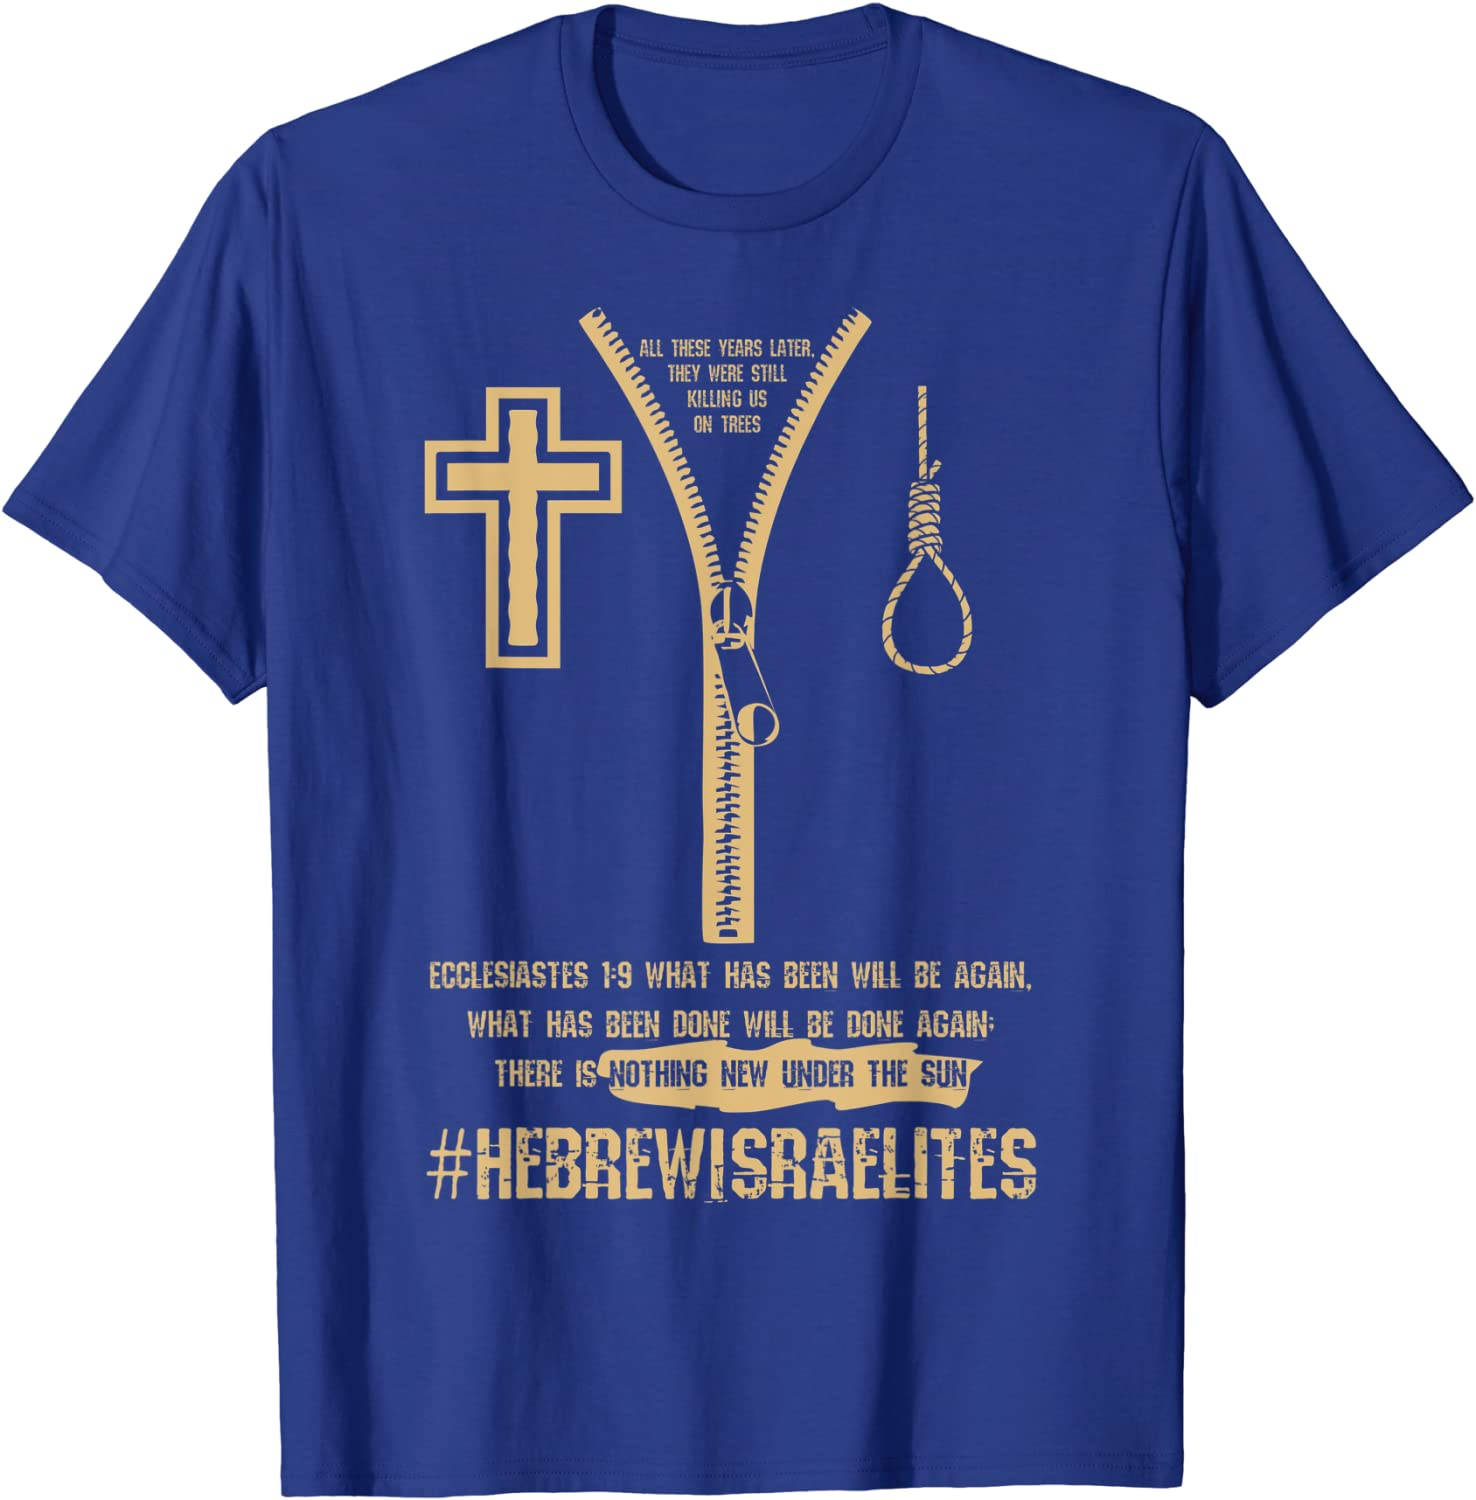 ALL THESE YEARS LATER,
THEY WERE STILL
KILLING US
ON TREES
ECCLESIASTES 1:9 WHAT HAS BEEN WILL BE AGAIN,
WHAT HAS BEEN DONE WILL BE DONE AGAIN;
THERE IS NOTHING NEW UNDER THE SUN
#HEBREWISRAELITES